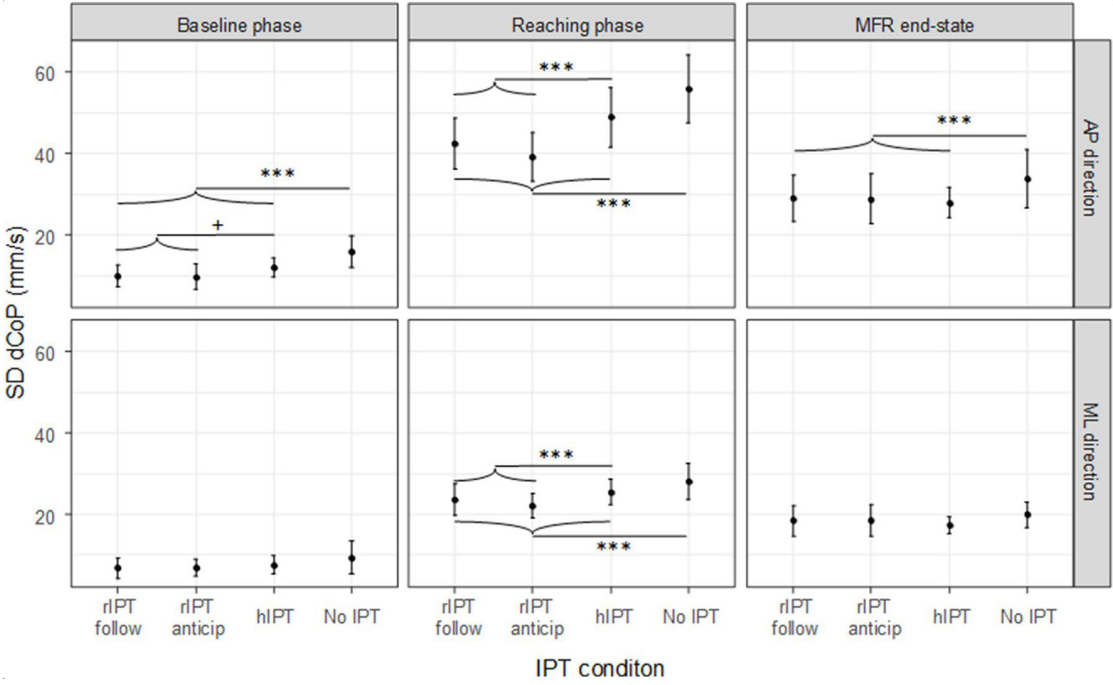 Baseline phase
Reaching phase
MFR end-state
SD dCoP (mm/s)
60
40
20
***
+
***
***
***
AP direction
60
40
20
***
***
ML direction
rIPT follow
rIPT anticip
hIPT
No IPT
rIPT follow
rIPT anticip
hIPT
No IPT
rIPT follow
rIPT anticip
hIPT
No IPT
IPT conditon